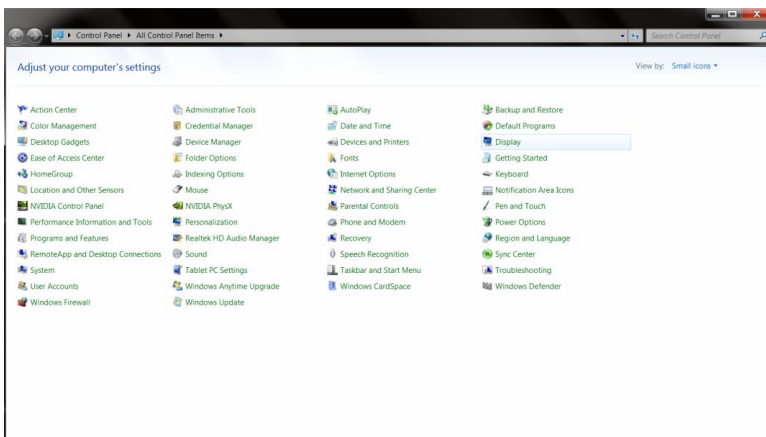 Control Panel ▸ All Control Panel Items ▸
Search Control Panel
Adjust your computer's settings
View by: Small icons
Action Center
Administrative Tools
AutoPlay
Backup and Restore
Color Management
Credential Manager
Date and Time
Default Programs
Desktop Gadgets
Device Manager
Devices and Printers
Display
Ease of Access Center
Folder Options
Fonts
Getting Started
HomeGroup
Indexing Options
Internet Options
Keyboard
Location and Other Sensors
Mouse
Network and Sharing Center
Notification Area Icons
NVIDIA Control Panel
NVIDIA PhysX
Parental Controls
Pen and Touch
Performance Information and Tools
Personalization
Phone and Modem
Power Options
Programs and Features
Realtek HD Audio Manager
Recovery
Region and Language
RemoteApp and Desktop Connections
Sound
Speech Recognition
Sync Center
System
Tablet PC Settings
Taskbar and Start Menu
Troubleshooting
User Accounts
Windows Anytime Upgrade
Windows CardSpace
Windows Defender
Windows Firewall
Windows Update